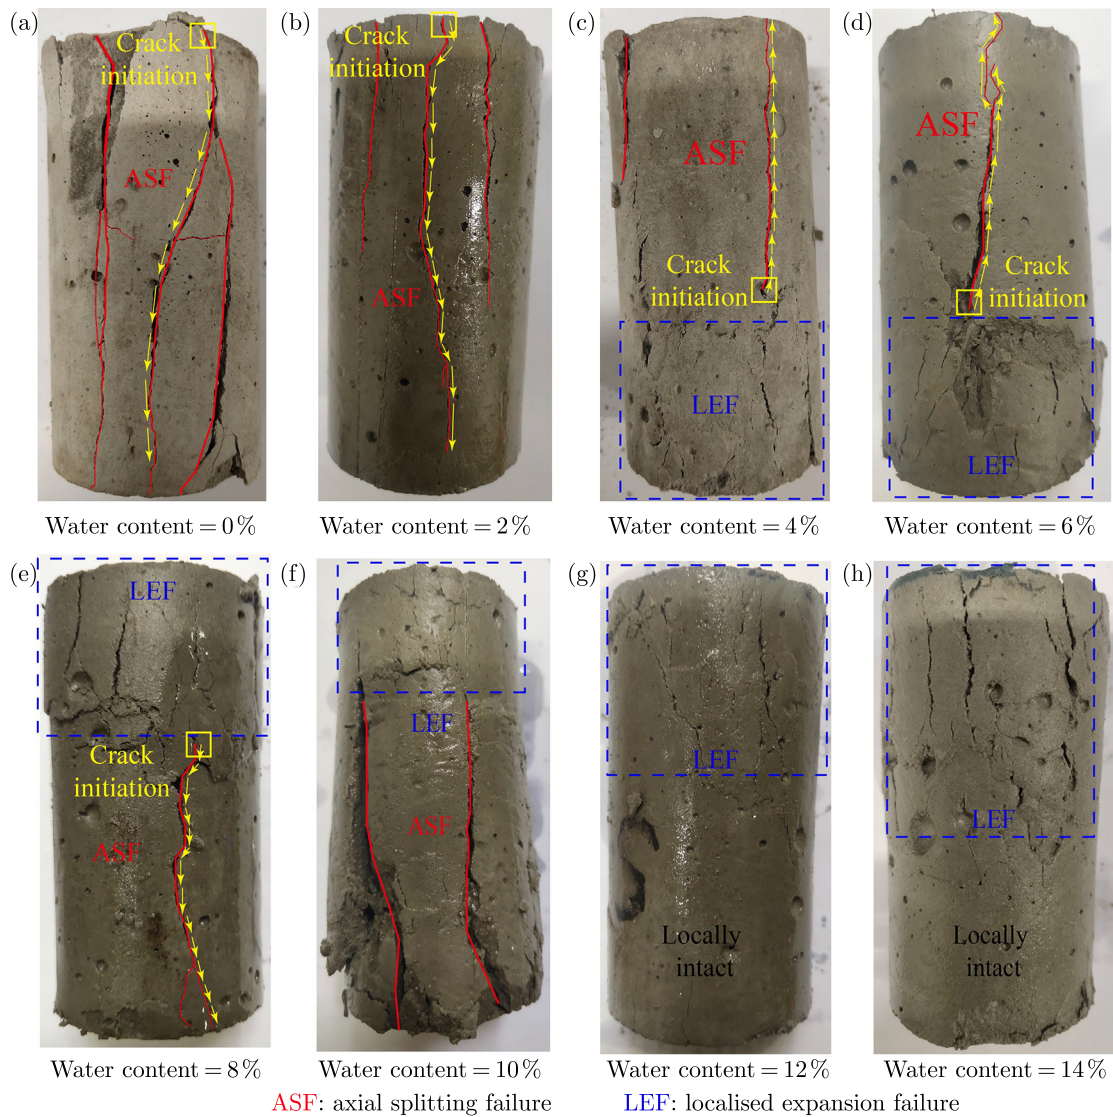 (a)
Crack
initiation
ASF
Water content = 0 %
(b)
Crack
initiation
ASF
Water content = 2 %
(c)
ASF
Crack
initiation
LEF
Water content = 4 %
(d)
ASF
Crack
initiation
LEF
Water content = 6 %
(e)
LEF
Crack
initiation
ASF
Water content = 8 %
(f)
LEF
ASF
Water content = 10 %
(g)
LEF
Locally
intact
Water content = 12 %
(h)
LEF
Locally
intact
Water content = 14 %
ASF: axial splitting failure
LEF: localised expansion failure